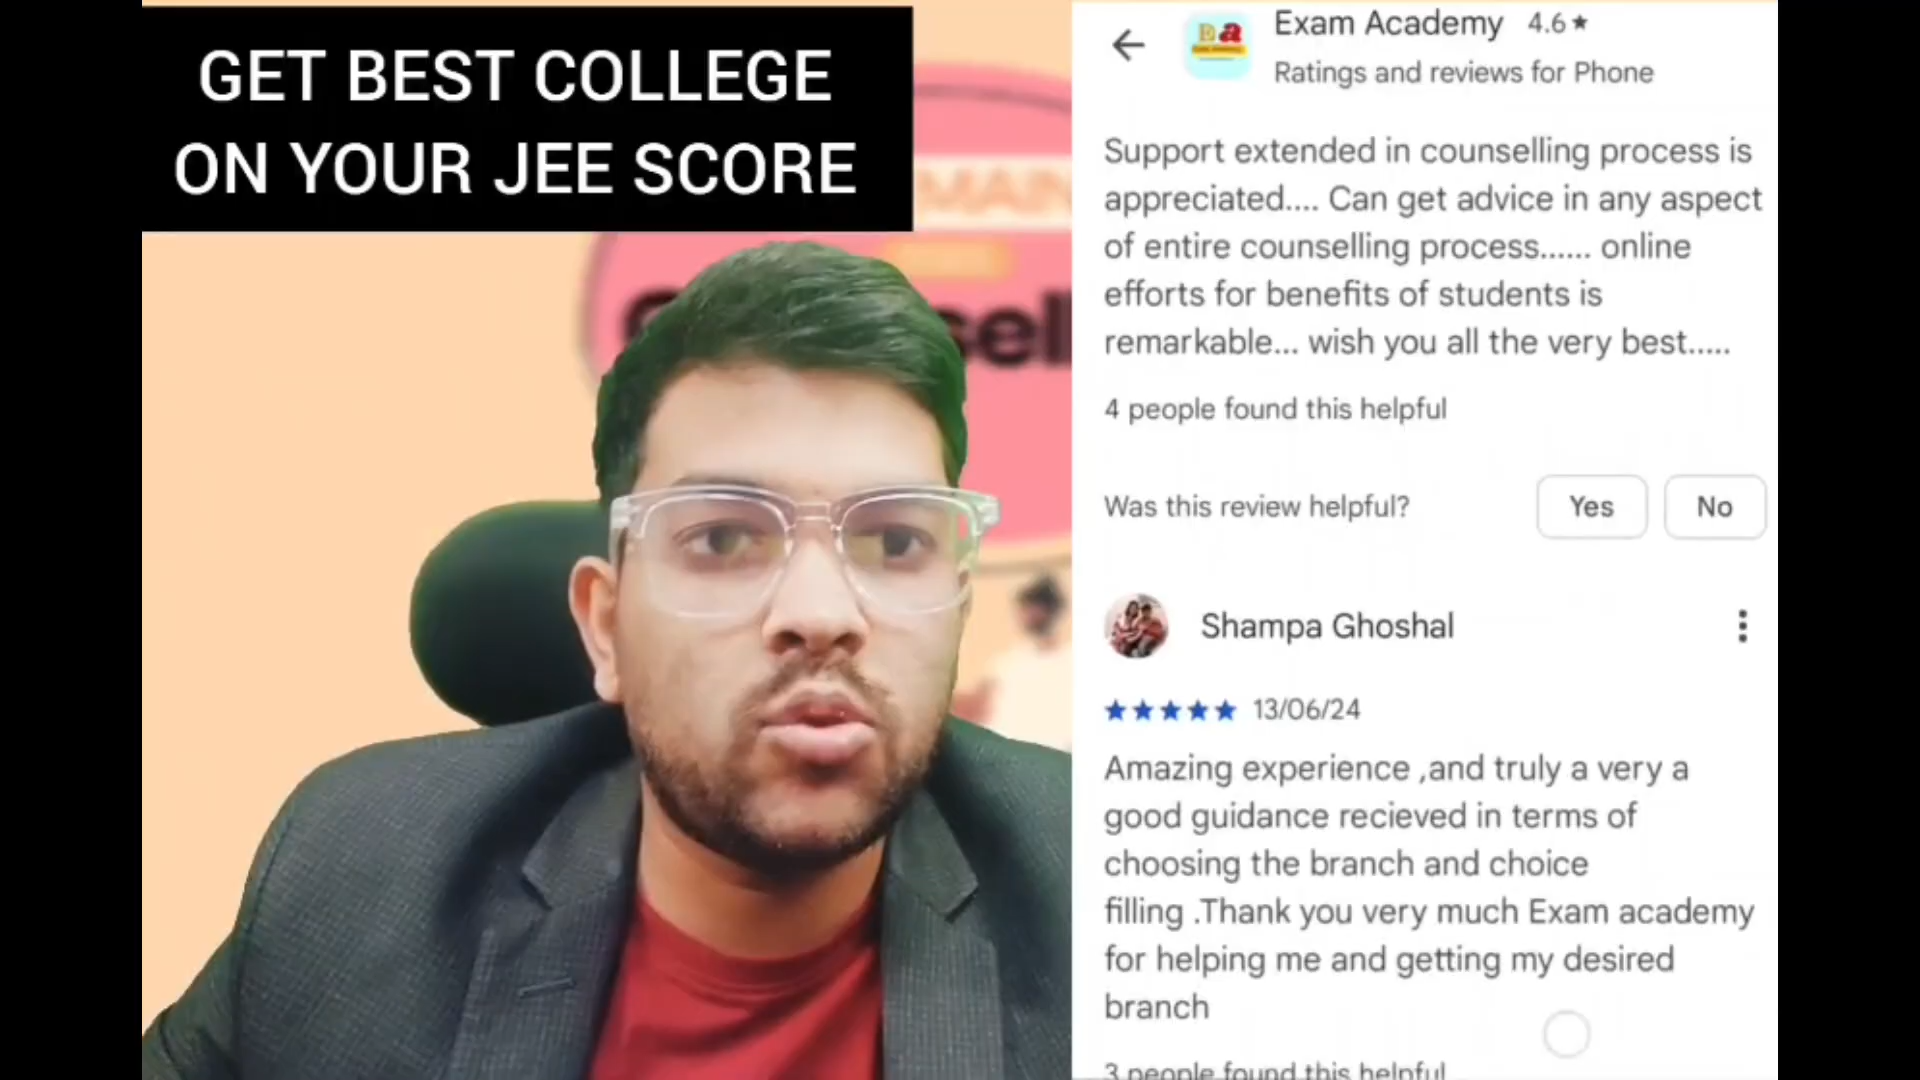 GET BEST COLLEGE
ON YOUR JEE SCORE
MAIN
sell
Exam Academy 4.6★
Ratings and reviews for Phone
Support extended in counselling process is
appreciated.... Can get advice in any aspect
of entire counselling process...... online
efforts for benefits of students is
remarkable... wish you all the very best.....
4 people found this helpful
Was this review helpful? Yes No
Shampa Ghoshal
★★★★★ 13/06/24
Amazing experience ,and truly a very a
good guidance recieved in terms of
choosing the branch and choice
filling .Thank you very much Exam academy
for helping me and getting my desired
branch
3 people found this helpful